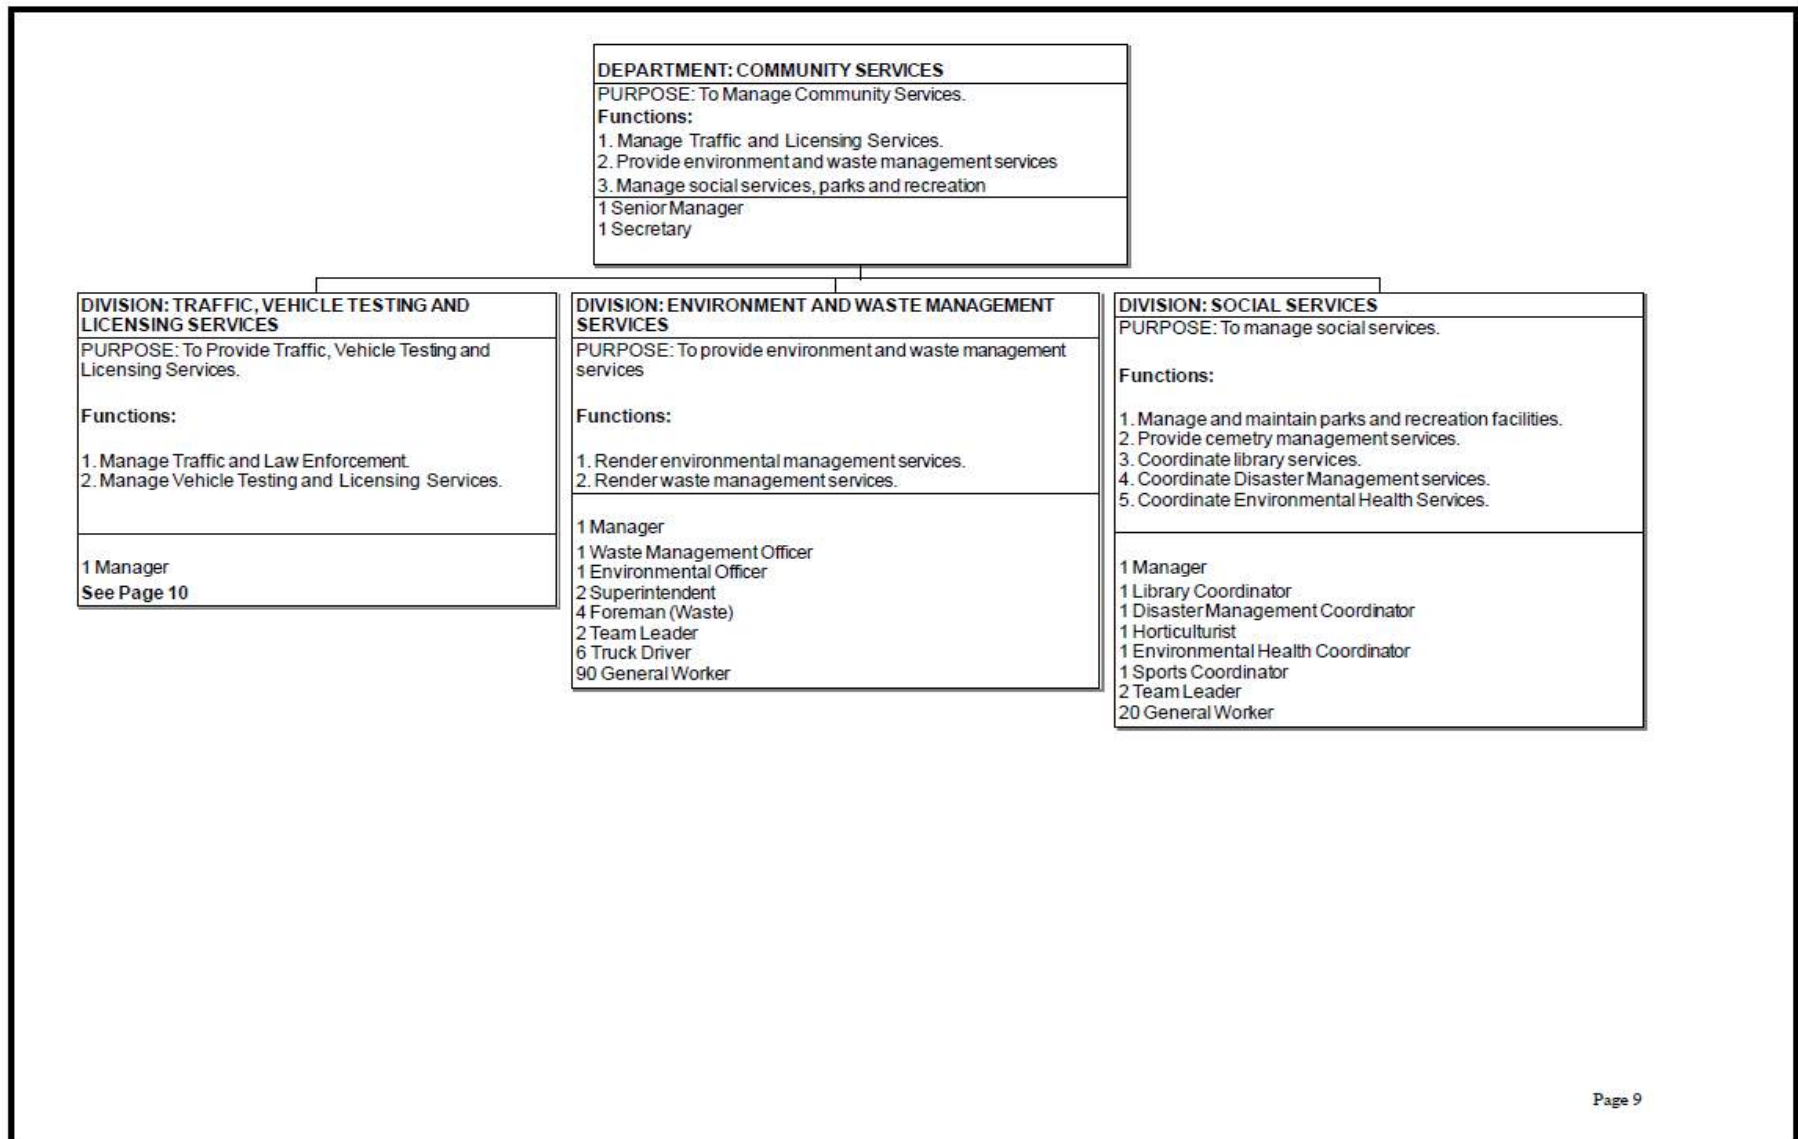 DEPARTMENT: COMMUNITY SERVICES
PURPOSE: To Manage Community Services.
Functions:
1. Manage Traffic and Licensing Services.
2. Provide environment and waste management services
3. Manage social services, parks and recreation
1 Senior Manager
1 Secretary
DIVISION: TRAFFIC, VEHICLE TESTING AND
LICENSING SERVICES
PURPOSE: To Provide Traffic, Vehicle Testing and
Licensing Services.
Functions:
1. Manage Traffic and Law Enforcement.
2. Manage Vehicle Testing and Licensing Services.
1 Manager
See Page 10
DIVISION: ENVIRONMENT AND WASTE MANAGEMENT
SERVICES
PURPOSE: To provide environment and waste management
services
Functions:
1. Render environmental management services.
2. Render waste management services.
1 Manager
1 Waste Management Officer
1 Environmental Officer
2 Superintendent
4 Foreman (Waste)
2 Team Leader
6 Truck Driver
90 General Worker
DIVISION: SOCIAL SERVICES
PURPOSE: To manage social services.
Functions:
1. Manage and maintain parks and recreation facilities.
2. Provide cemetry management services.
3. Coordinate library services.
4. Coordinate Disaster Management services.
5. Coordinate Environmental Health Services.
1 Manager
1 Library Coordinator
1 Disaster Management Coordinator
1 Horticulturist
1 Environmental Health Coordinator
1 Sports Coordinator
2 Team Leader
20 General Worker
Page 9